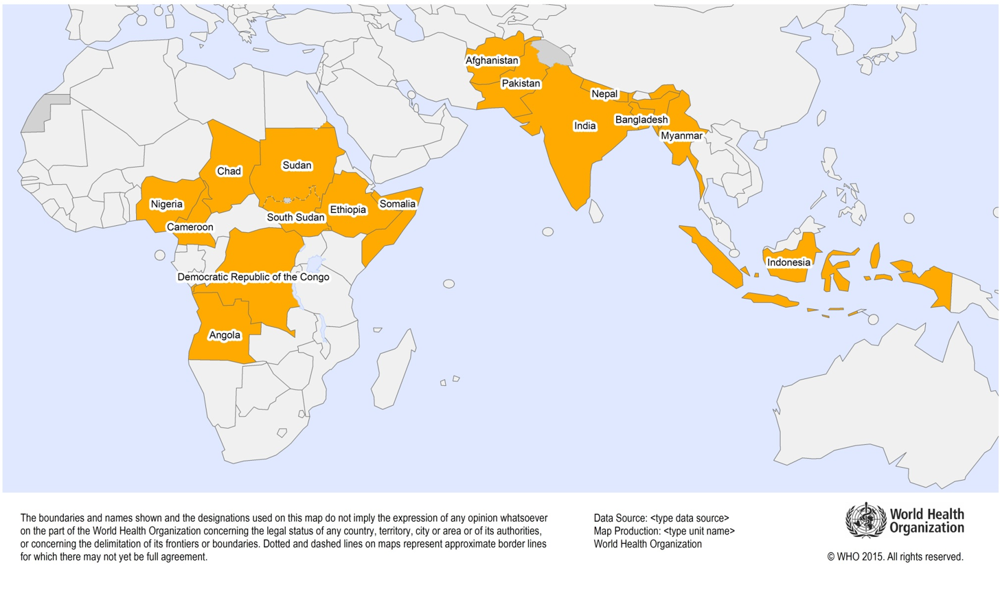 Afghanistan
Pakistan
Nepal
India
Bangladesh
Myanmar
Chad
Sudan
Nigeria
Ethiopia
Somalia
South Sudan
Cameroon
Indonesia
Democratic Republic of the Congo
Angola
The boundaries and names shown and the designations used on this map do not imply the expression of any opinion whatsoever
on the part of the World Health Organization concerning the legal status of any country, territory, city or area or of its authorities,
or concerning the delimitation of its frontiers or boundaries. Dotted and dashed lines on maps represent approximate border lines
for which there may not yet be full agreement.
Data Source: <type data source>
Map Production: <type unit name>
World Health Organization
World Health
Organization
© WHO 2015. All rights reserved.